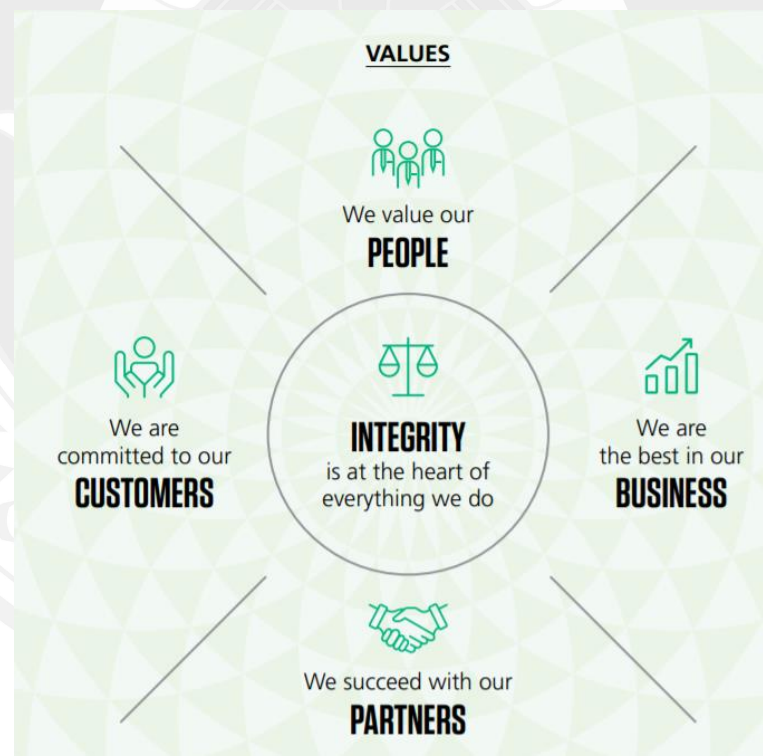 VALUES
We value our
PEOPLE
We are
committed to our
CUSTOMERS
INTEGRITY
is at the heart of
everything we do
We are
the best in our
BUSINESS
We succeed with our
PARTNERS